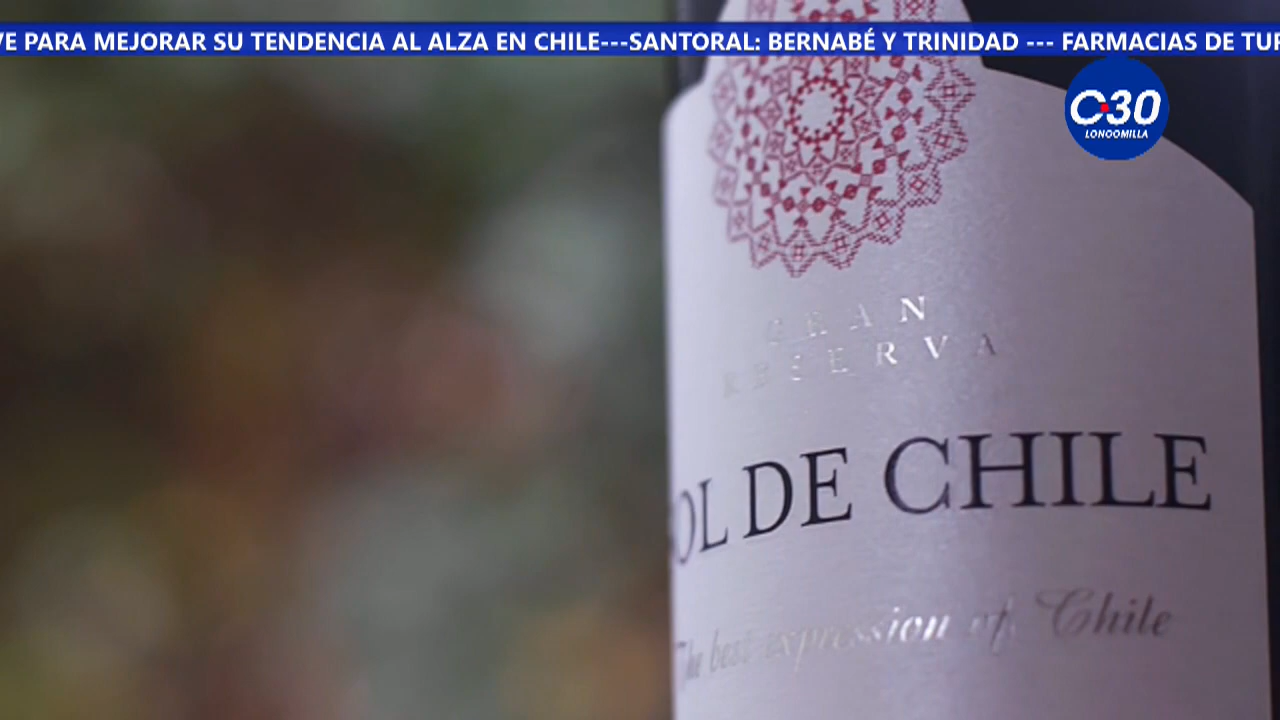 VE PARA MEJORAR SU TENDENCIA AL ALZA EN CHILE---SANTORAL: BERNABÉ Y TRINIDAD --- FARMACIAS DE TUR
C30
LONCOMILLA
GRAN
RESERVA
OL DE CHILE
The best expression of Chile